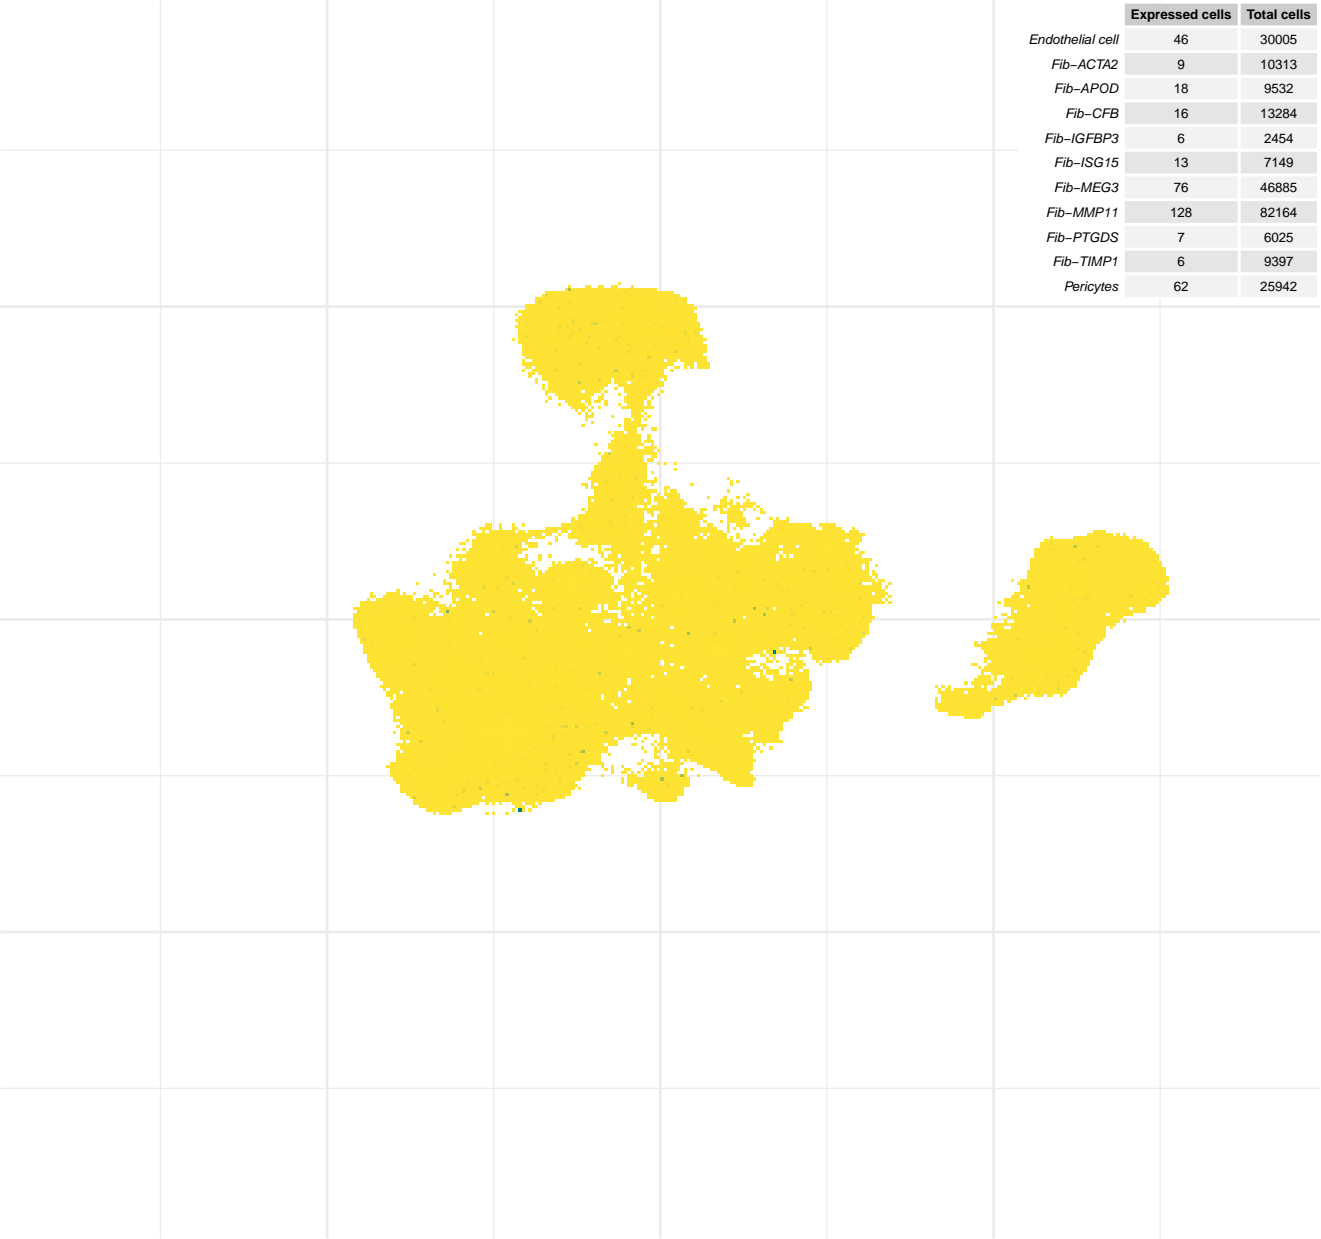 Expressed cells Total cells
Endothelial cell 46 30005
Fib−ACTA2 9 10313
Fib−APOD 18 9532
Fib−CFB 16 13284
Fib−IGFBP3 6 2454
Fib−ISG15 13 7149
Fib−MEG3 76 46885
Fib−MMP11 128 82164
Fib−PTGDS 7 6025
Fib−TIMP1 6 9397
Pericytes 62 25942